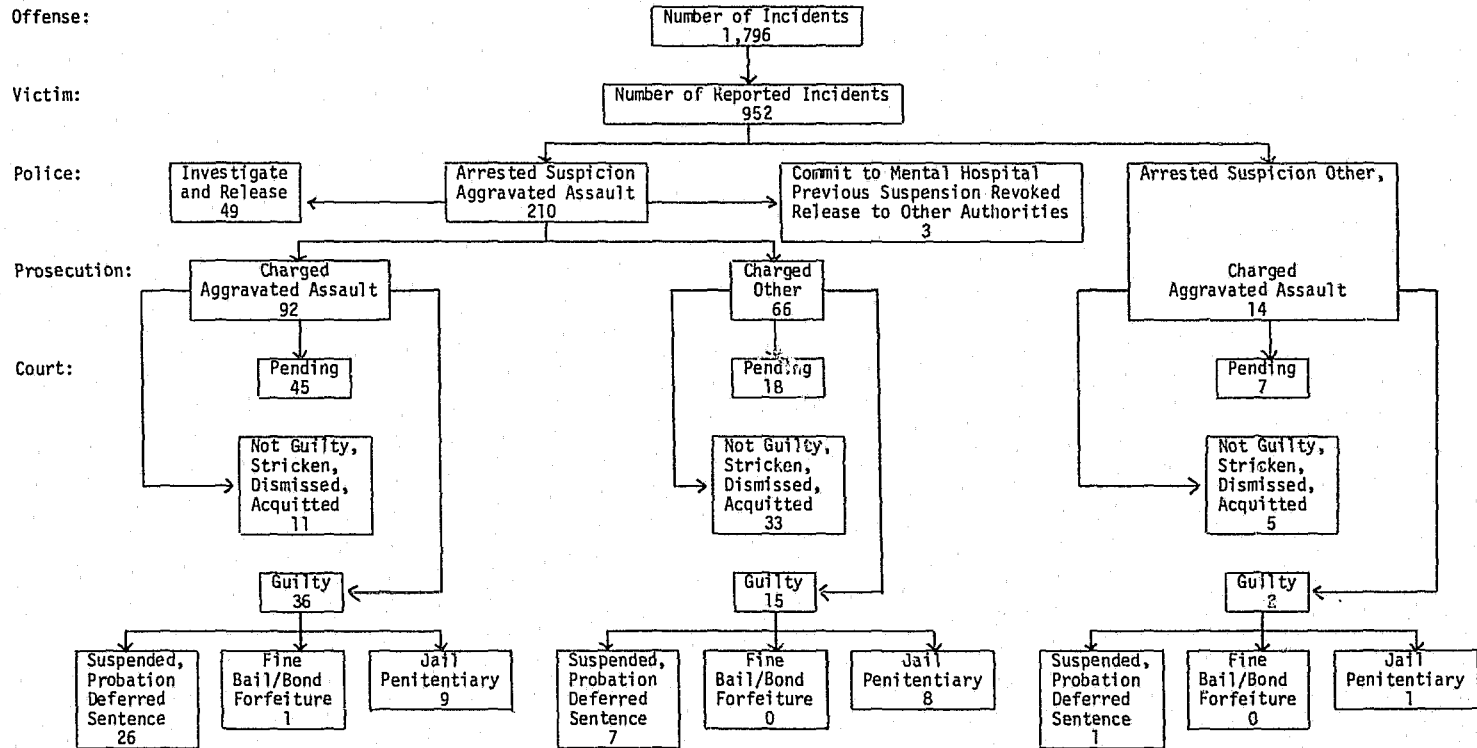 Offense:
Number of Incidents
1,796
Victim:
Number of Reported Incidents
952
Police:
Investigate
and Release
49
Arrested Suspicion
Aggravated Assault
210
Commit to Mental Hospital
Previous Suspension Revoked
Release to Other Authorities
3
Arrested Suspicion Other,
Prosecution:
Charged
Aggravated Assault
92
Charged
Other
66
Charged
Aggravated Assault
14
Court:
Pending
45
Pending
18
Pending
7
Not Guilty,
Stricken,
Dismissed,
Acquitted
11
Not Guilty,
Stricken,
Dismissed,
Acquitted
33
Not Guilty,
Stricken,
Dismissed,
Acquitted
5
Guilty
36
Guilty
15
Guilty
2
Suspended,
Probation
Deferred
Sentence
26
Fine
Bail/Bond
Forfeiture
1
Jail
Penitentiary
9
Suspended,
Probation
Deferred
Sentence
7
Fine
Bail/Bond
Forfeiture
0
Jail
Penitentiary
8
Suspended,
Probation
Deferred
Sentence
1
Fine
Bail/Bond
Forfeiture
0
Jail
Penitentiary
1